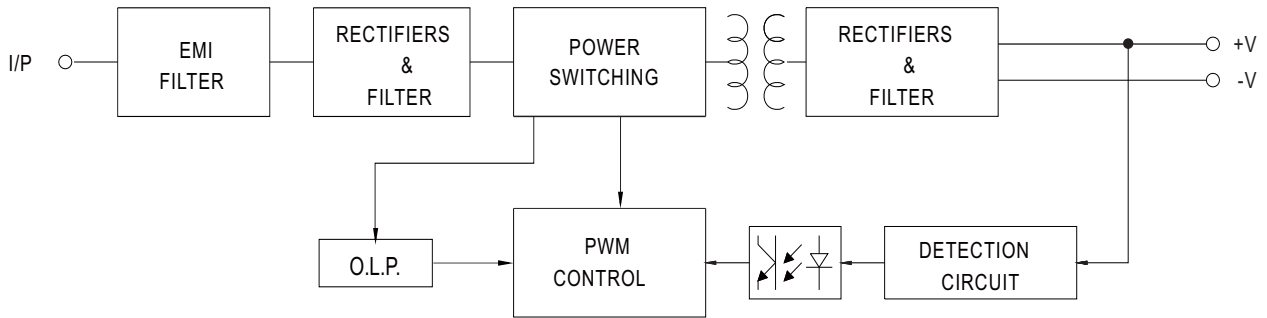 I/P
EMI
FILTER
RECTIFIERS
&
FILTER
POWER
SWITCHING
RECTIFIERS
&
FILTER
+V
-V
O.L.P.
PWM
CONTROL
DETECTION
CIRCUIT